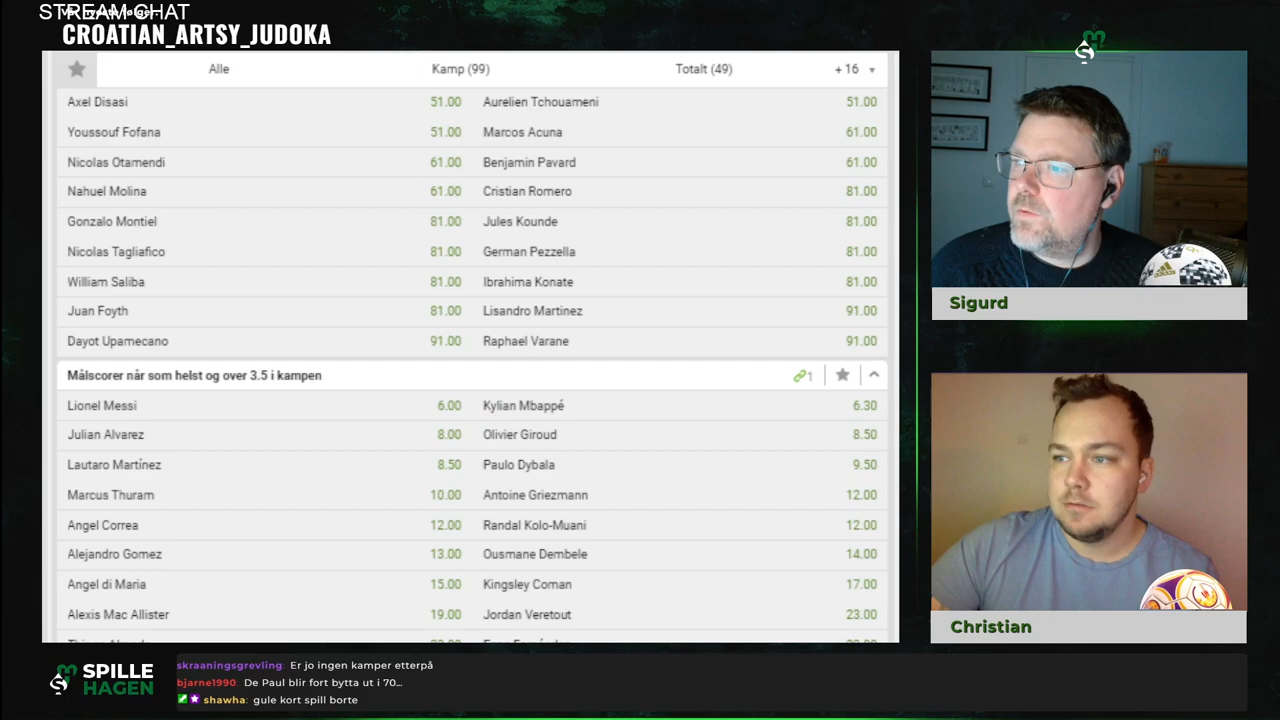 STREAM CHAT
CROATIAN_ARTSY_JUDOKA
Alle Kamp (99) Totalt (49) + 16
Axel Disasi 51.00 Aurelien Tchouameni 51.00
Youssouf Fofana 51.00 Marcos Acuna 61.00
Nicolas Otamendi 61.00 Benjamin Pavard 61.00
Nahuel Molina 61.00 Cristian Romero 81.00
Gonzalo Montiel 81.00 Jules Kounde 81.00
Nicolas Tagliafico 81.00 German Pezzella 81.00
William Saliba 81.00 Ibrahima Konate 81.00
Juan Foyth 81.00 Lisandro Martinez 91.00
Dayot Upamecano 91.00 Raphael Varane 91.00
Målscorer når som helst og over 3.5 i kampen 1
Lionel Messi 6.00 Kylian Mbappé 6.30
Julian Alvarez 8.00 Olivier Giroud 8.50
Lautaro Martínez 8.50 Paulo Dybala 9.50
Marcus Thuram 10.00 Antoine Griezmann 12.00
Angel Correa 12.00 Randal Kolo-Muani 12.00
Alejandro Gomez 13.00 Ousmane Dembele 14.00
Angel di Maria 15.00 Kingsley Coman 17.00
Alexis Mac Allister 19.00 Jordan Veretout 23.00
Sigurd
Christian
SPILLE
HAGEN
skraaningsgrevling: Er jo ingen kamper etterpå
bjarne1990: De Paul blir fort bytta ut i 70...
shawha: gule kort spill borte